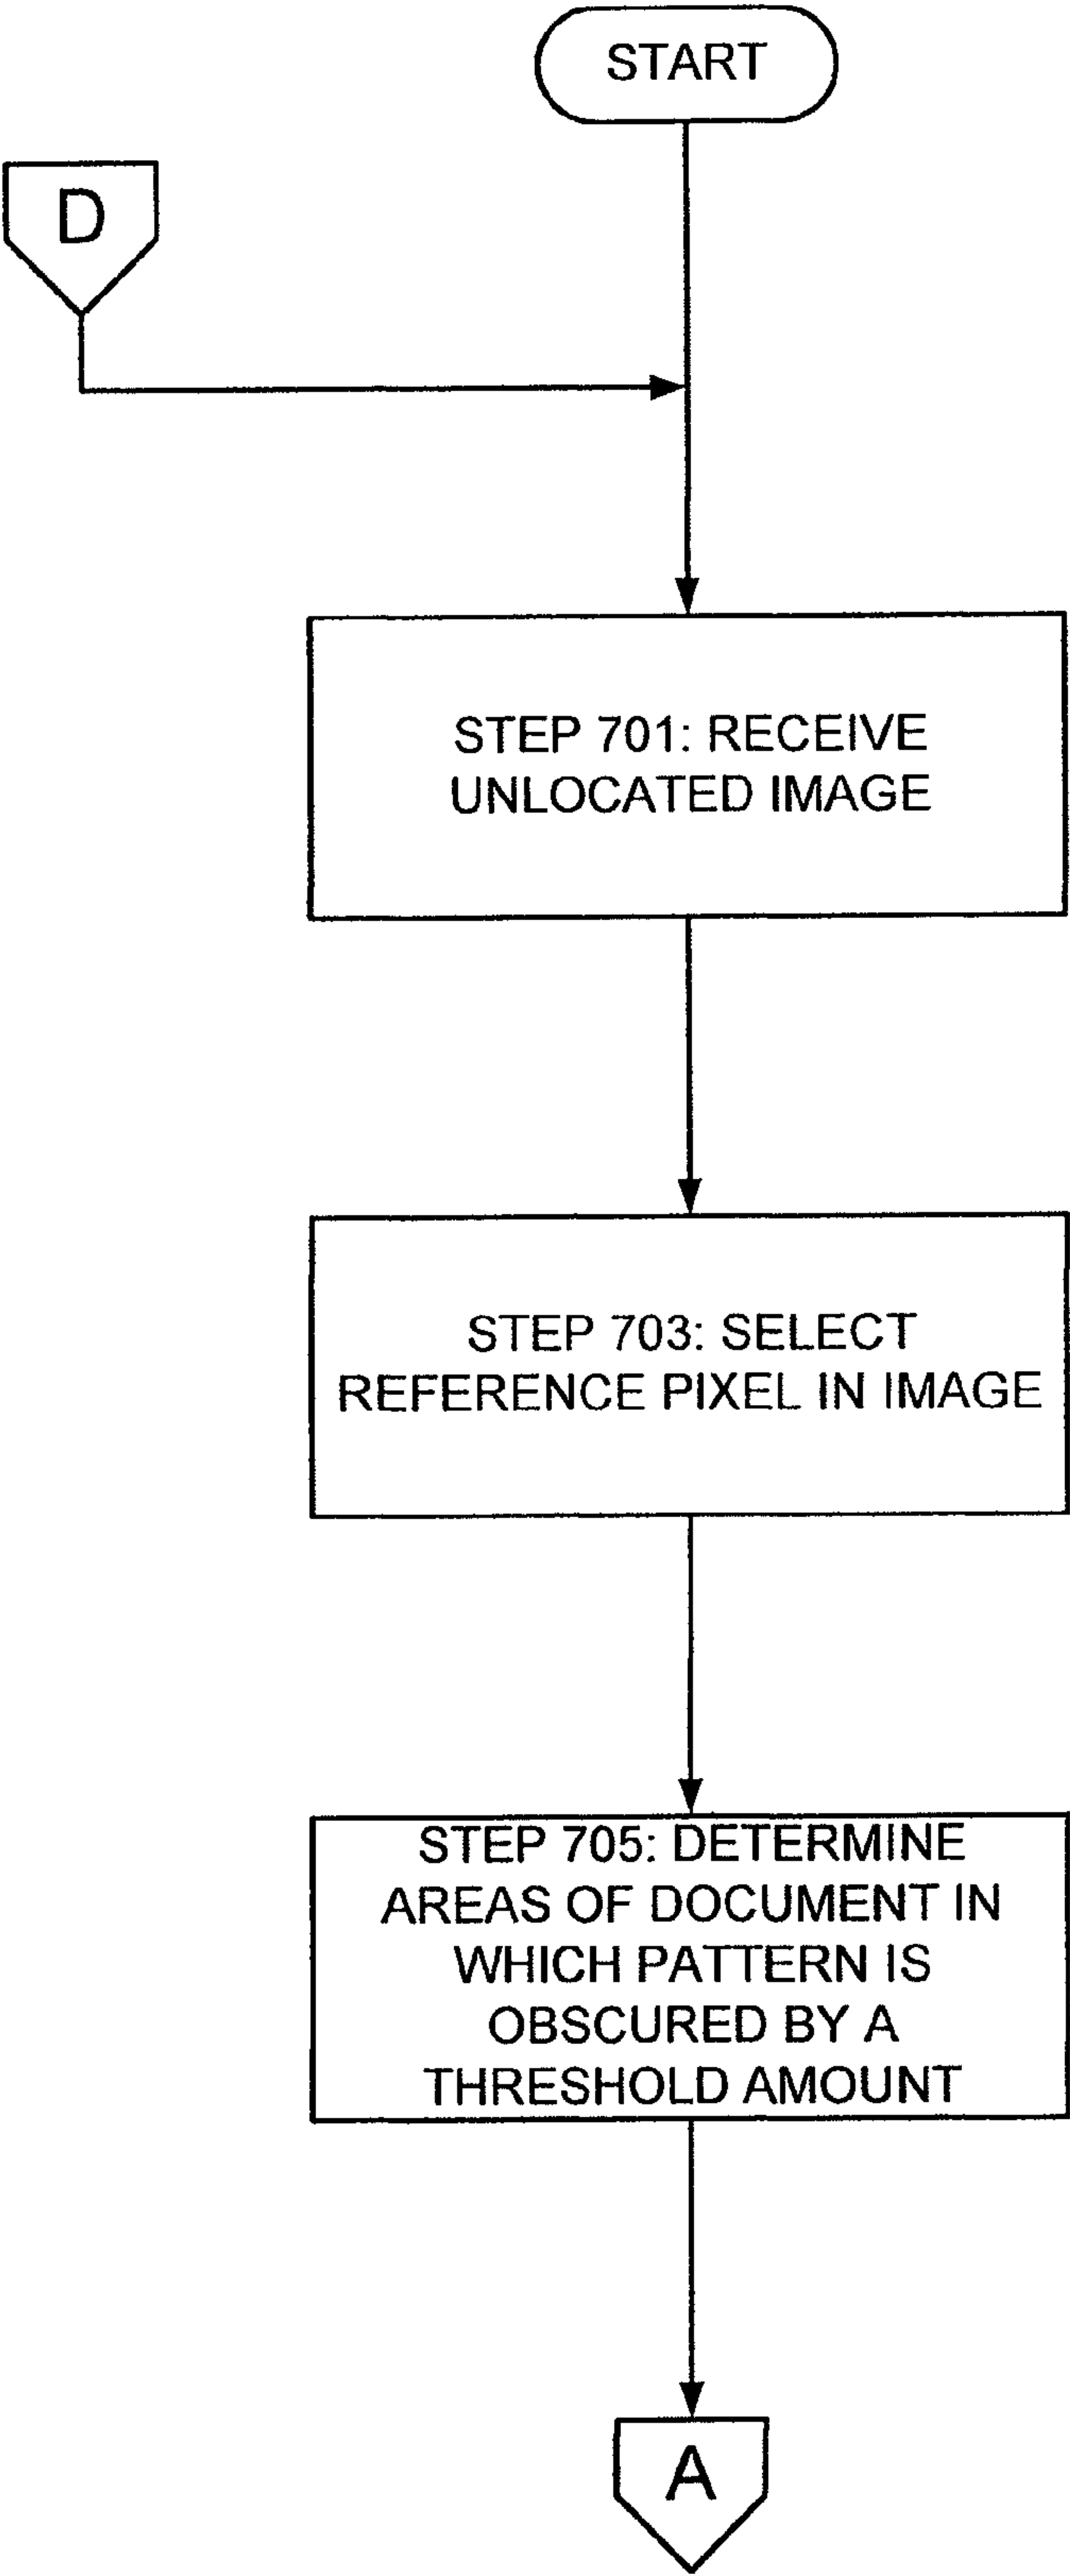 START
D
STEP 701: RECEIVE
UNLOCATED IMAGE
STEP 703: SELECT
REFERENCE PIXEL IN IMAGE
STEP 705: DETERMINE
AREAS OF DOCUMENT IN
WHICH PATTERN IS
OBSCURED BY A
THRESHOLD AMOUNT
A